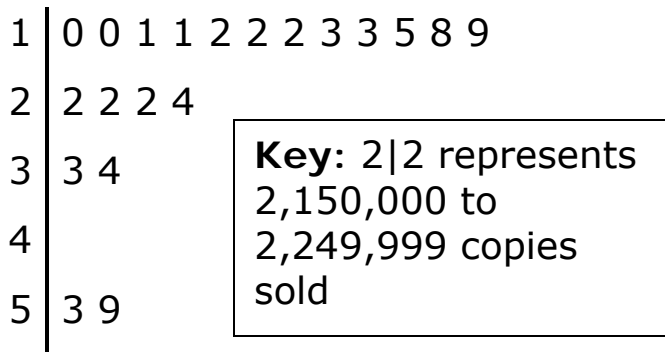 1 | 0 0 1 1 2 2 2 3 3 5 8 9
2 | 2 2 2 4
3 | 3 4
4 |
5 | 3 9
Key: 2|2 represents
2,150,000 to
2,249,999 copies
sold